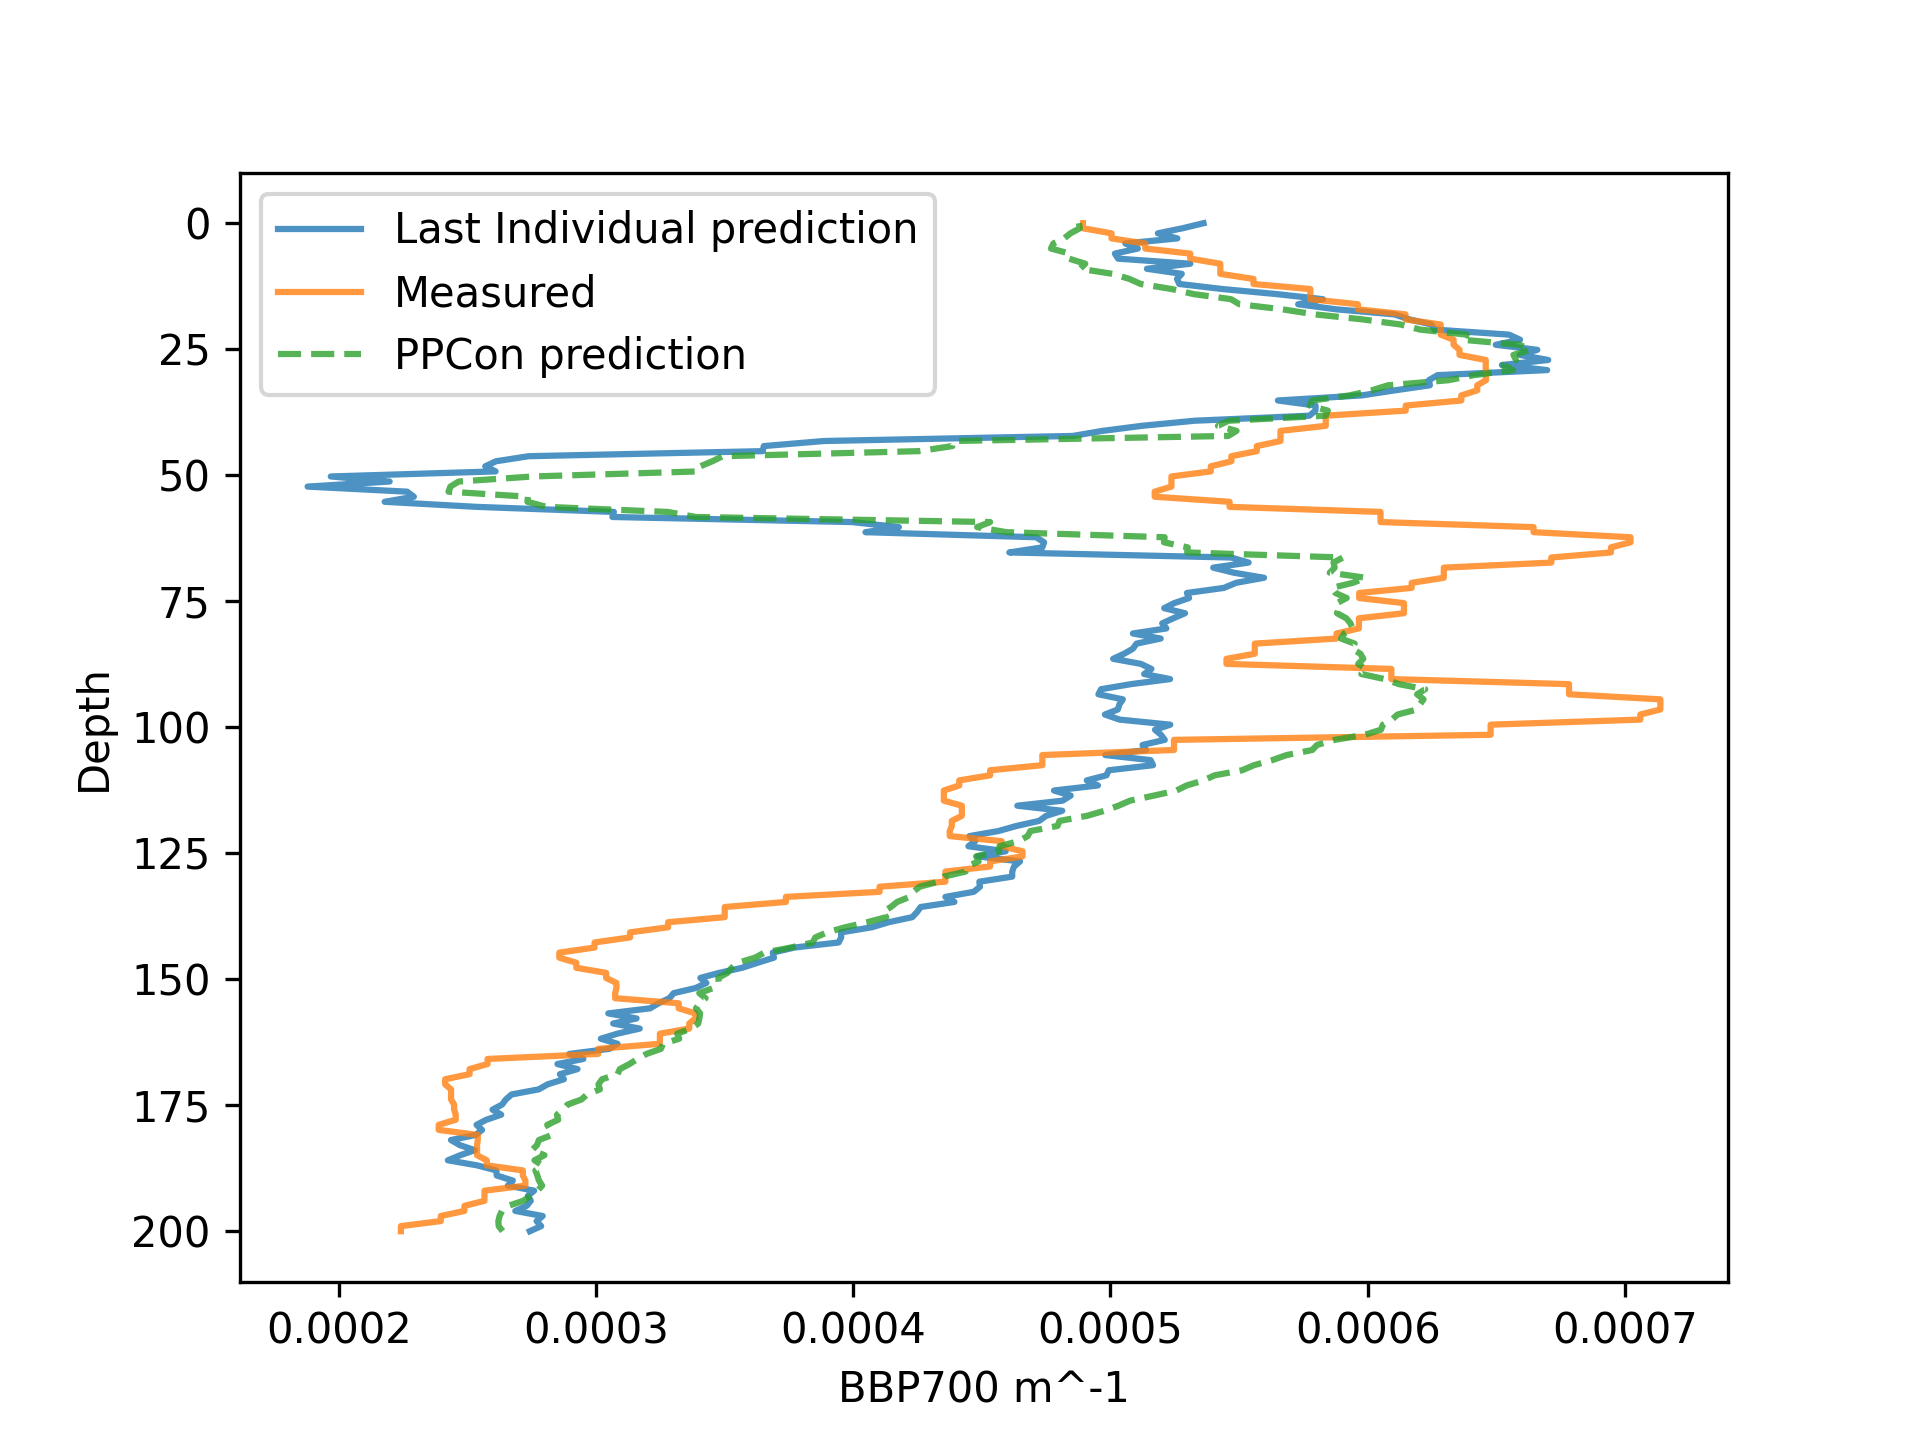 Last Individual prediction
Measured
PPCon prediction
0
25
50
75
100
125
150
175
200
Depth
0.0002 0.0003 0.0004 0.0005 0.0006 0.0007
BBP700 m^-1